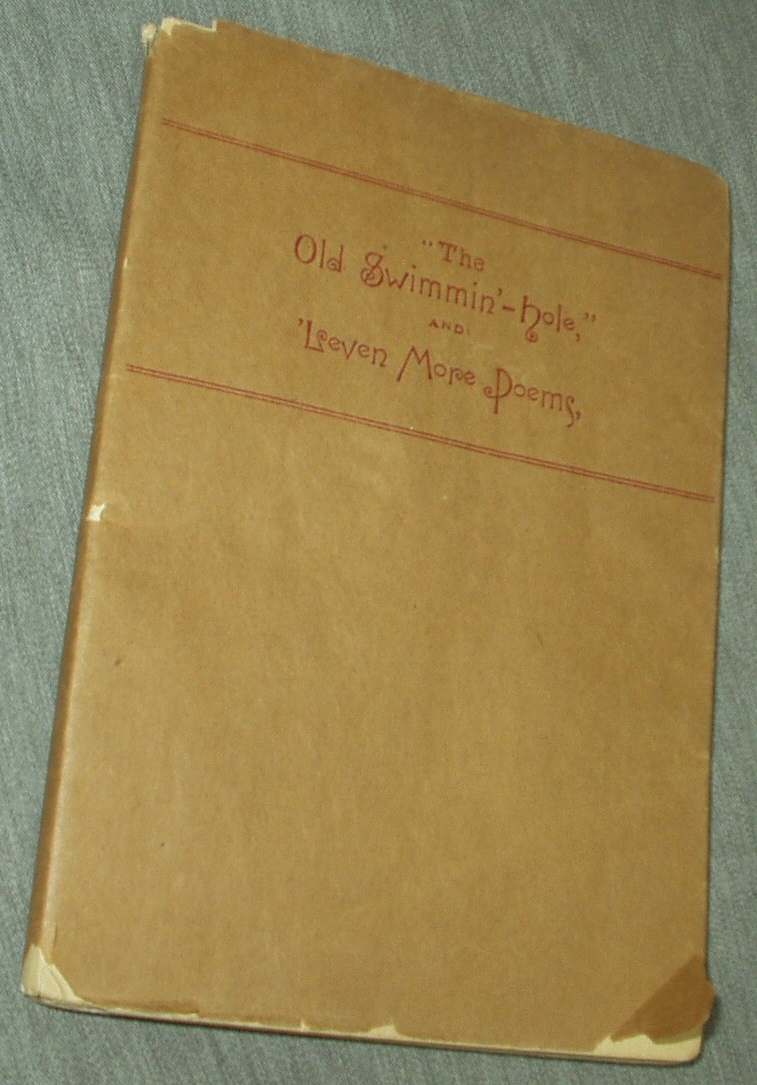 "The
Old Swimmin'-Hole,"
AND
'Leven More Poems,